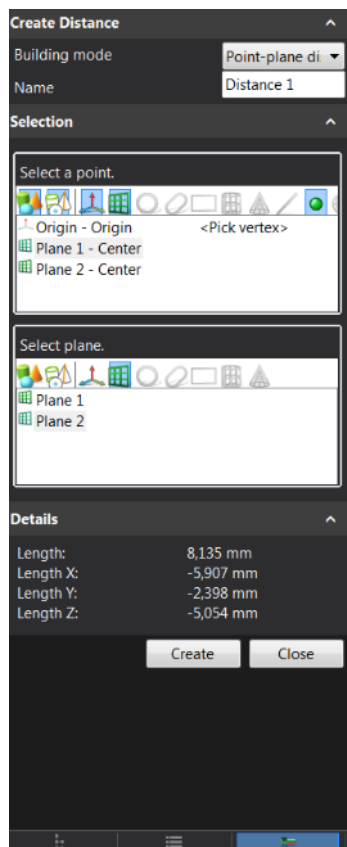 Create Distance
Building mode Point-plane di
Name Distance 1
Selection
Select a point.
Origin - Origin <Pick vertex>
Plane 1 - Center
Plane 2 - Center
Select plane.
Plane 1
Plane 2
Details
Length: 8,135 mm
Length X: -5,907 mm
Length Y: -2,398 mm
Length Z: -5,054 mm
Create Close